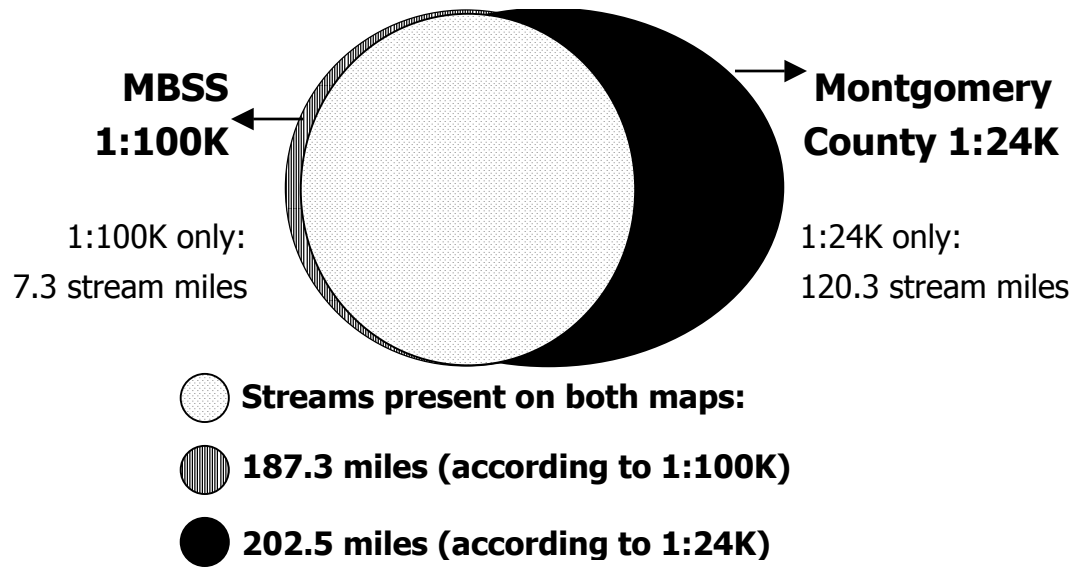 MBSS
1:100K
Montgomery
County 1:24K
1:100K only:
7.3 stream miles
1:24K only:
120.3 stream miles
Streams present on both maps:
187.3 miles (according to 1:100K)
202.5 miles (according to 1:24K)